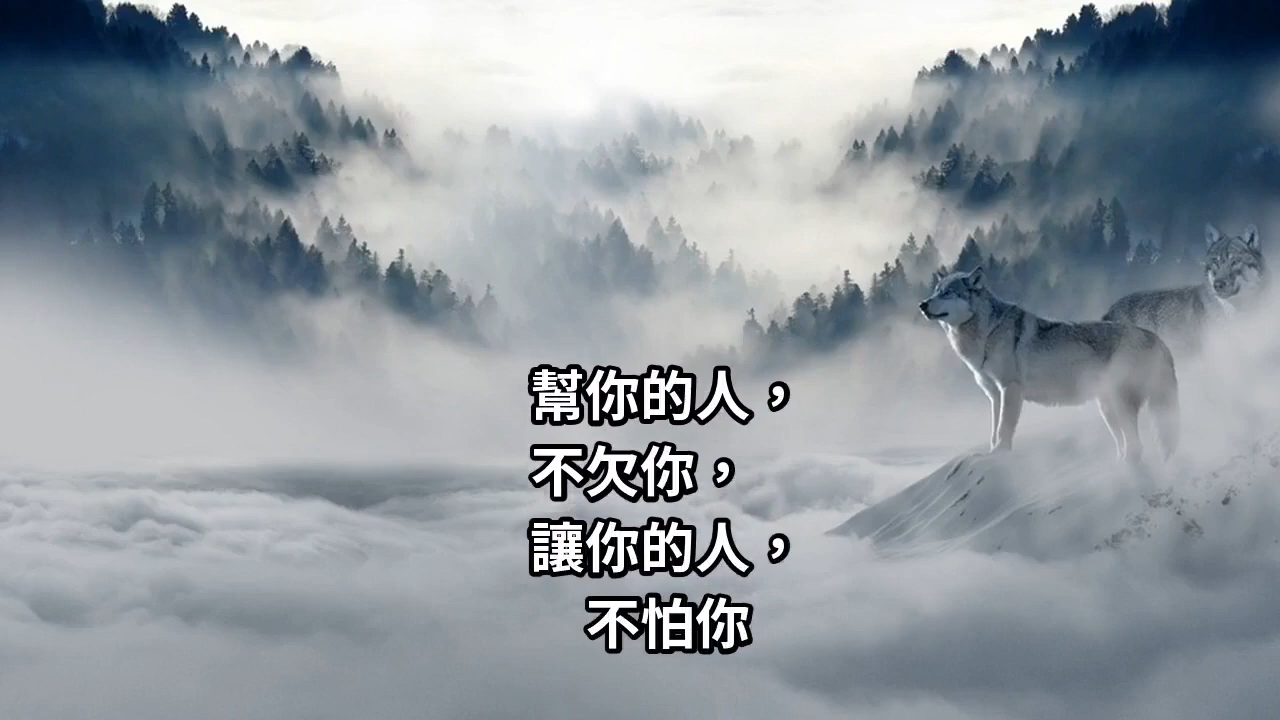 幫你的人，
不欠你，
讓你的人，
不怕你